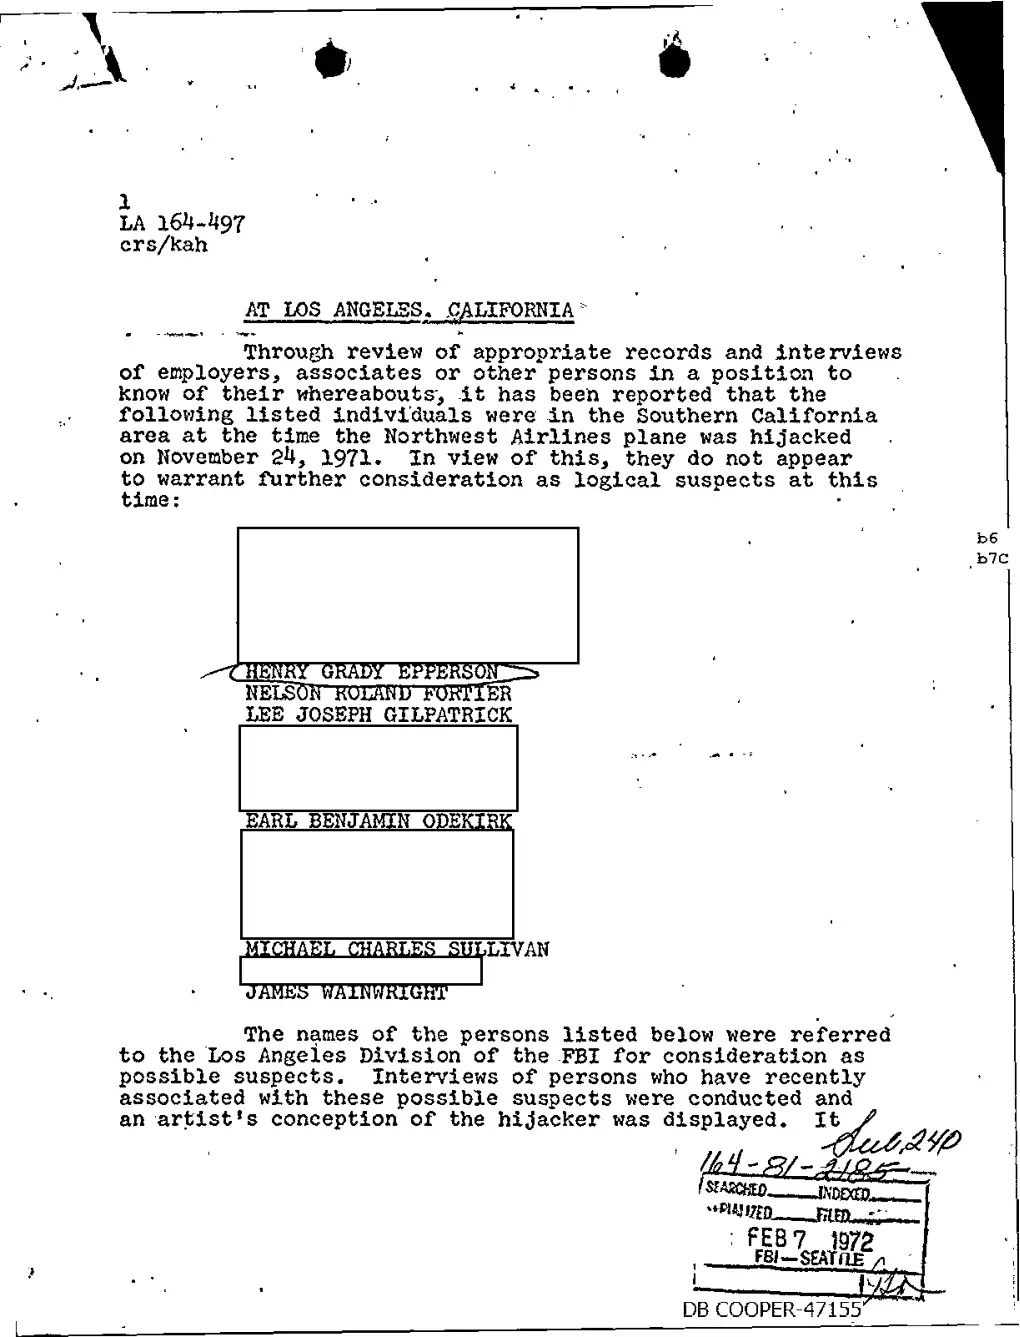 1
LA 164-497
crs/kah
AT LOS ANGELES, CALIFORNIA
Through review of appropriate records and interviews
of employers, associates or other persons in a position to
know of their whereabouts, it has been reported that the
following listed individuals were in the Southern California
area at the time the Northwest Airlines plane was hijacked
on November 24, 1971. In view of this, they do not appear
to warrant further consideration as logical suspects at this
time:
b6
b7C
HENRY GRADY EPPERSON
NELSON ROLAND FORTIER
LEE JOSEPH GILPATRICK
EARL BENJAMIN ODEKIRK
MICHAEL CHARLES SULLIVAN
JAMES WAINWRIGHT
The names of the persons listed below were referred
to the Los Angeles Division of the FBI for consideration as
possible suspects. Interviews of persons who have recently
associated with these possible suspects were conducted and
an artist's conception of the hijacker was displayed. It
Sub, 240
164-81-2185
SEARCHED INDEXED
SERIALIZED FILED
FEB 7 1972
FBI—SEATTLE
DB COOPER-47155